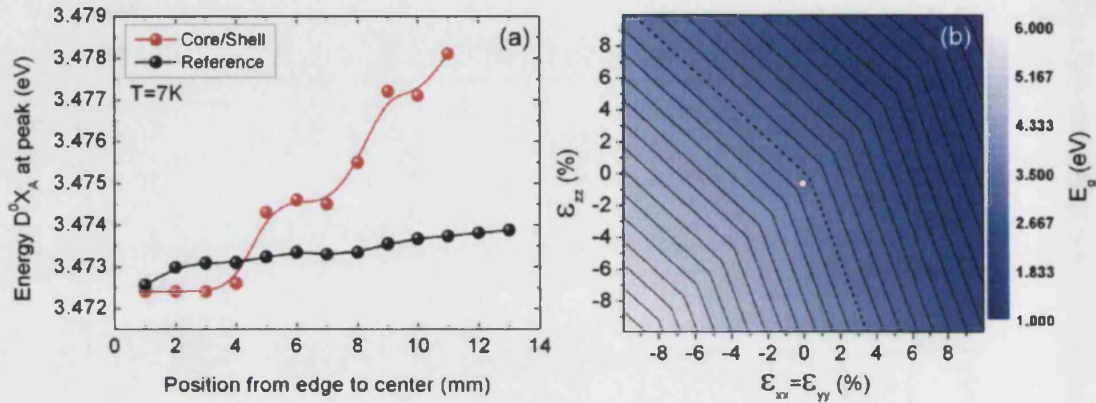 3.479
3.478
3.477
3.476
3.475
3.474
3.473
3.472
Energy D⁰X_A at peak (eV)
Core/Shell
Reference
T=7K
(a)
0 2 4 6 8 10 12 14
Position from edge to center (mm)
8
6
4
2
0
-2
-4
-6
-8
ε_zz (%)
(b)
-8 -6 -4 -2 0 2 4 6 8
ε_xx=ε_yy (%)
6.000
5.167
4.333
3.500
2.667
1.833
1.000
E_g (eV)